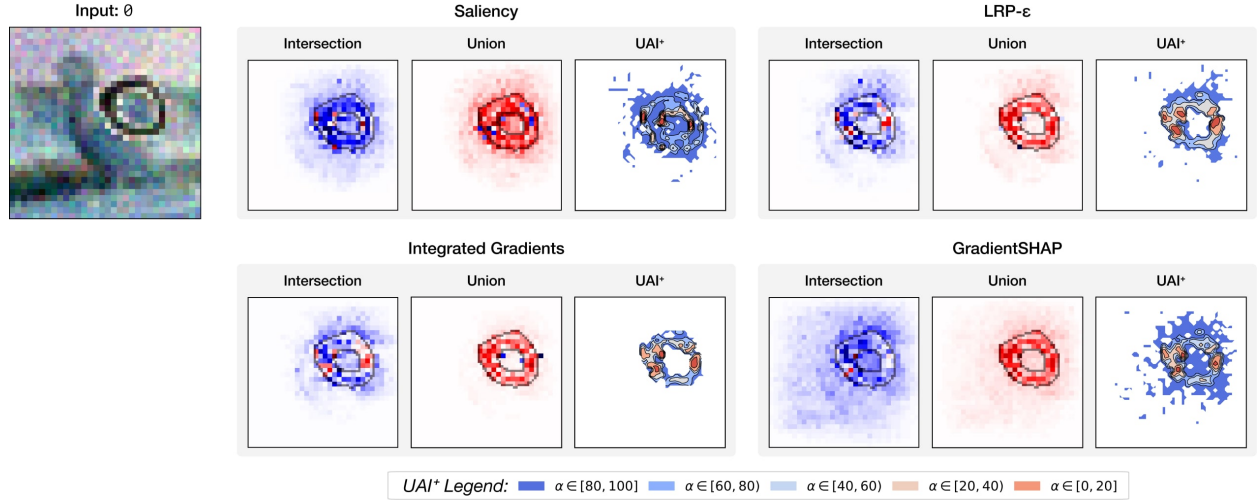 Input: 0
Saliency
LRP-ε
Intersection
Union
UAI⁺
Intersection
Union
UAI⁺
Integrated Gradients
GradientSHAP
Intersection
Union
UAI⁺
Intersection
Union
UAI⁺
UAI⁺ Legend: α ∈ [80, 100] α ∈ [60, 80) α ∈ [40, 60) α ∈ [20, 40) α ∈ [0, 20]